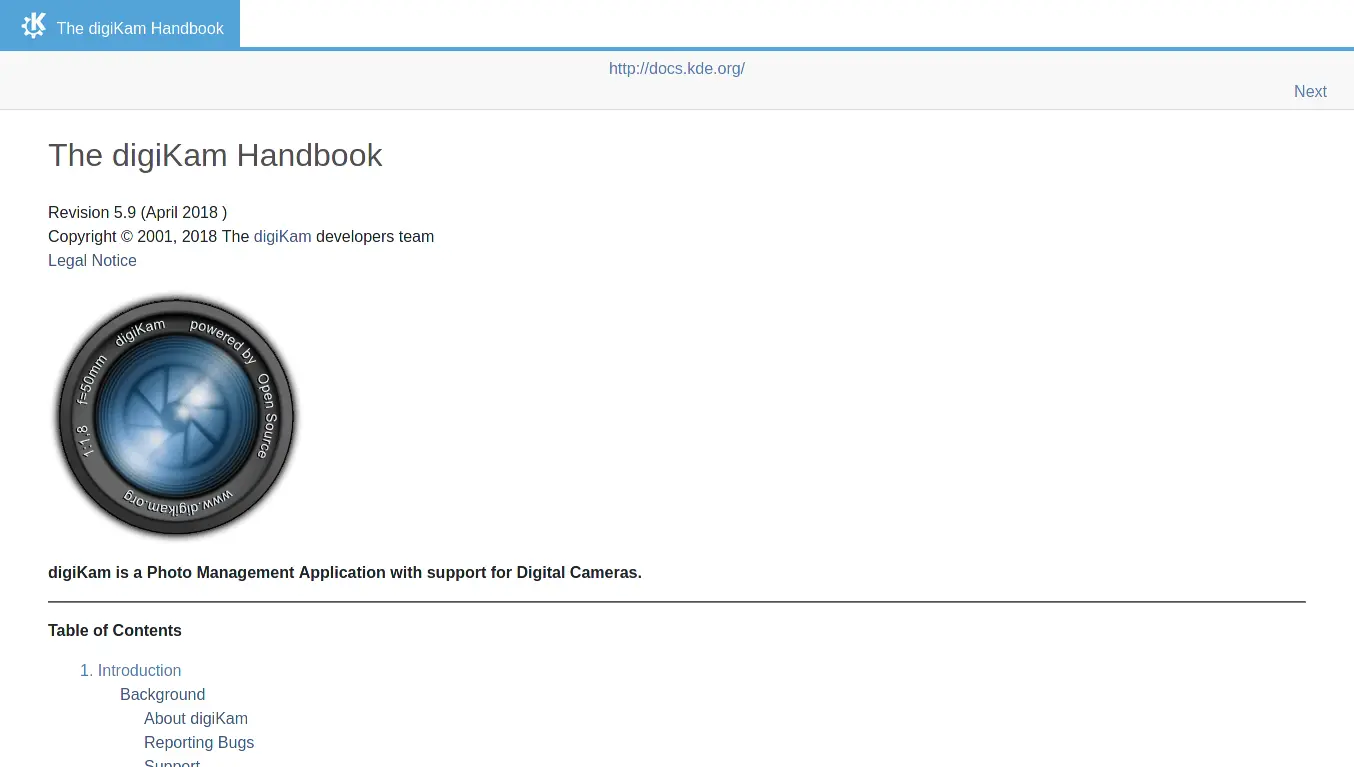 The digiKam Handbook
http://docs.kde.org/
Next
The digiKam Handbook
Revision 5.9 (April 2018 )
Copyright © 2001, 2018 The digiKam developers team
Legal Notice
1:1,8 f=50mm digiKam powered by Open Source
www.digikam.org
digiKam is a Photo Management Application with support for Digital Cameras.
Table of Contents
1. Introduction
Background
About digiKam
Reporting Bugs
Support